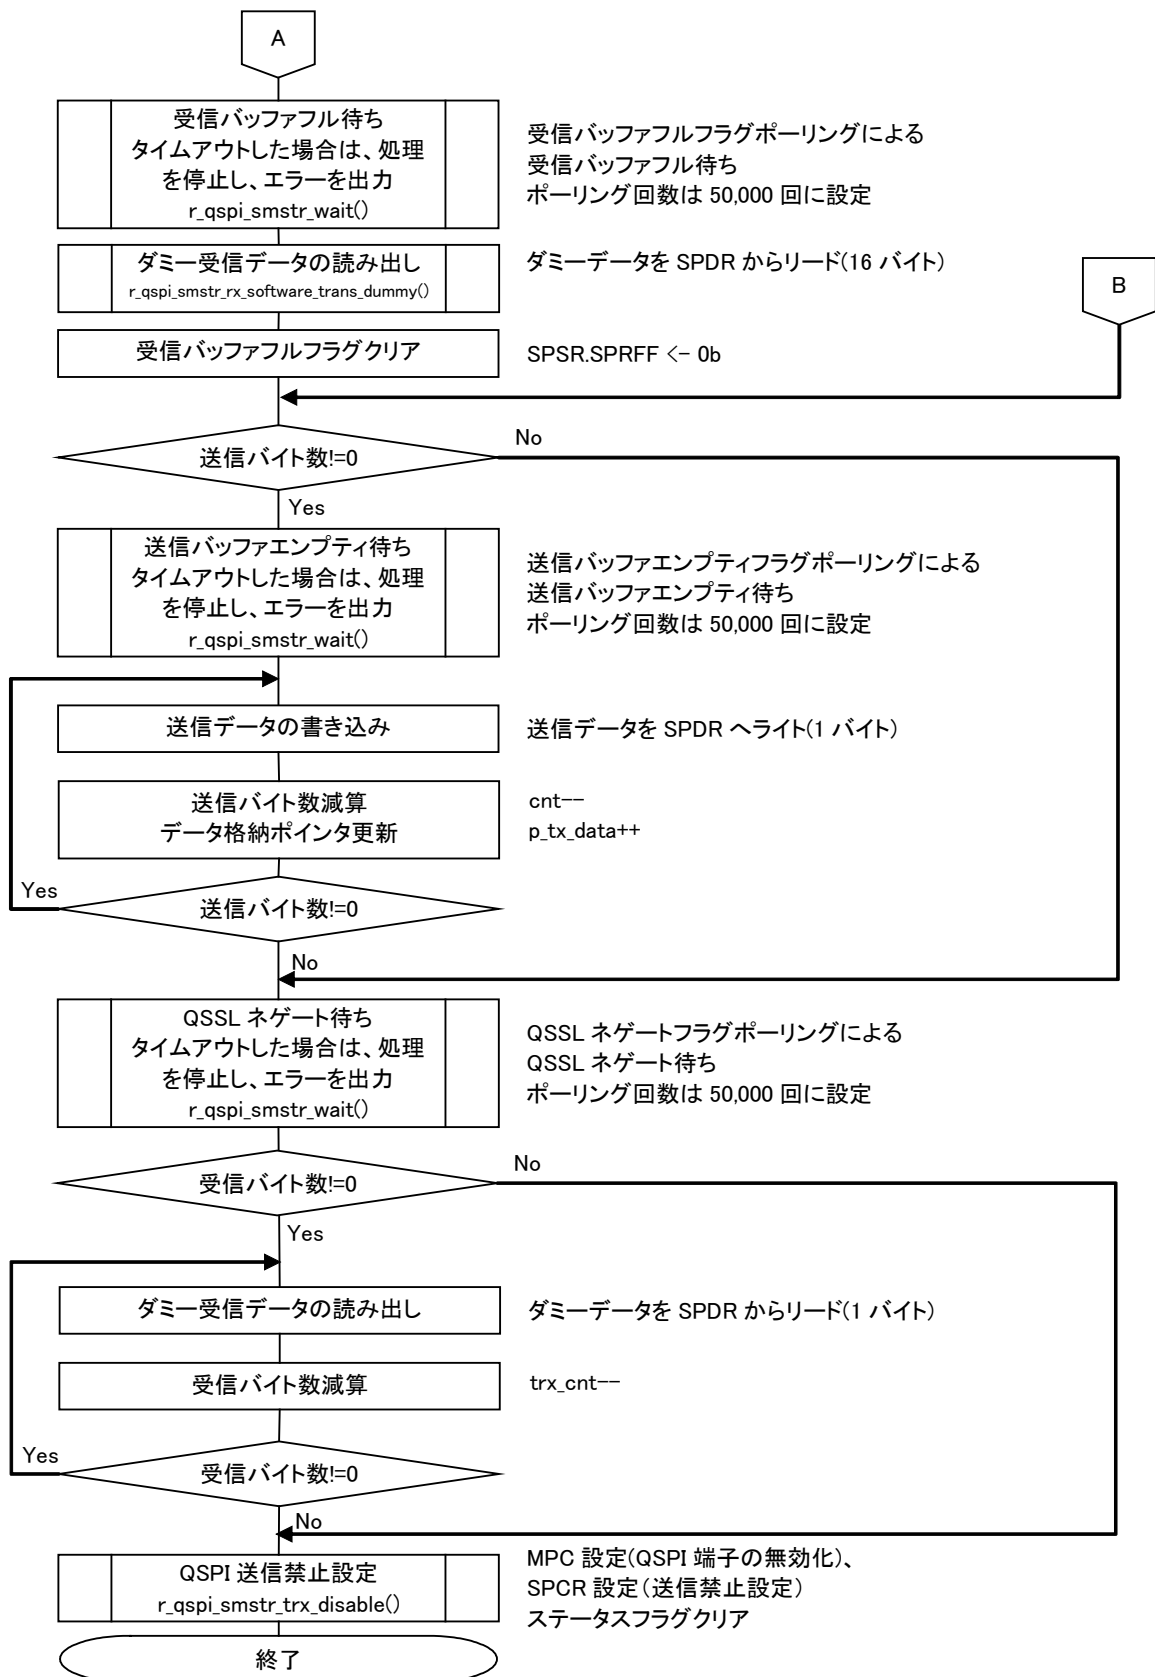 A
受信バッファフル待ち
タイムアウトした場合は、処理
を停止し、エラーを出力
r_qspi_smstr_wait()
受信バッファフルフラグポーリングによる
受信バッファフル待ち
ポーリング回数は 50,000 回に設定
ダミー受信データの読み出し
r_qspi_smstr_rx_software_trans_dummy()
ダミーデータを SPDR からリード(16 バイト)
B
受信バッファフルフラグクリア
SPSR.SPRFF <- 0b
送信バイト数!=0
No
Yes
送信バッファエンプティ待ち
タイムアウトした場合は、処理
を停止し、エラーを出力
r_qspi_smstr_wait()
送信バッファエンプティフラグポーリングによる
送信バッファエンプティ待ち
ポーリング回数は 50,000 回に設定
送信データの書き込み
送信データを SPDR へライト(1 バイト)
送信バイト数減算
データ格納ポインタ更新
cnt--
p_tx_data++
Yes
送信バイト数!=0
No
QSSL ネゲート待ち
タイムアウトした場合は、処理
を停止し、エラーを出力
r_qspi_smstr_wait()
QSSL ネゲートフラグポーリングによる
QSSL ネゲート待ち
ポーリング回数は 50,000 回に設定
受信バイト数!=0
No
Yes
ダミー受信データの読み出し
ダミーデータを SPDR からリード(1 バイト)
受信バイト数減算
trx_cnt--
Yes
受信バイト数!=0
No
QSPI 送信禁止設定
r_qspi_smstr_trx_disable()
MPC 設定(QSPI 端子の無効化)、
SPCR 設定(送信禁止設定)
ステータスフラグクリア
終了